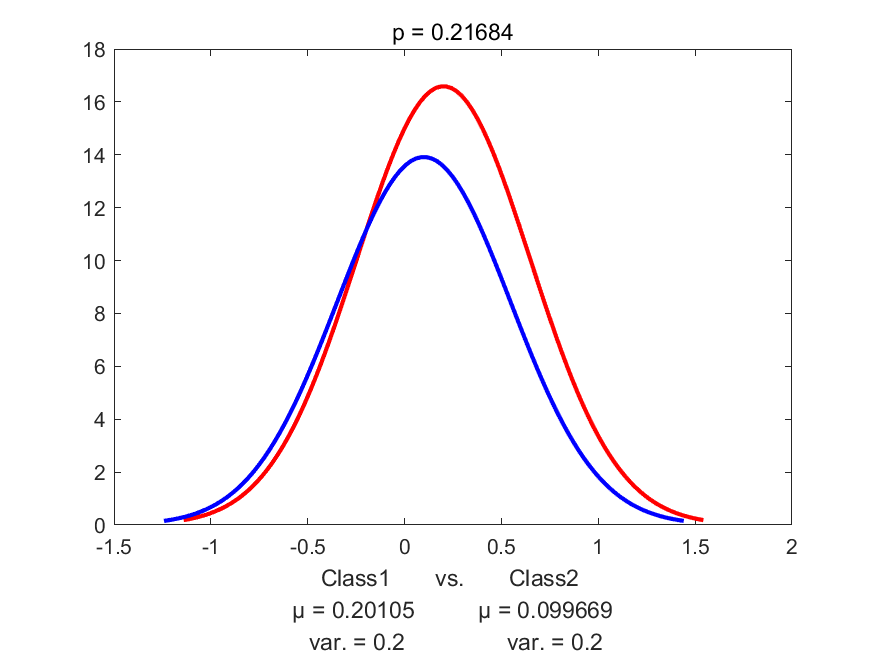 p = 0.21684
18
16
14
12
10
8
6
4
2
0
-1.5 -1 -0.5 0 0.5 1 1.5 2
Class1 vs. Class2
μ = 0.20105 μ = 0.099669
var. = 0.2 var. = 0.2